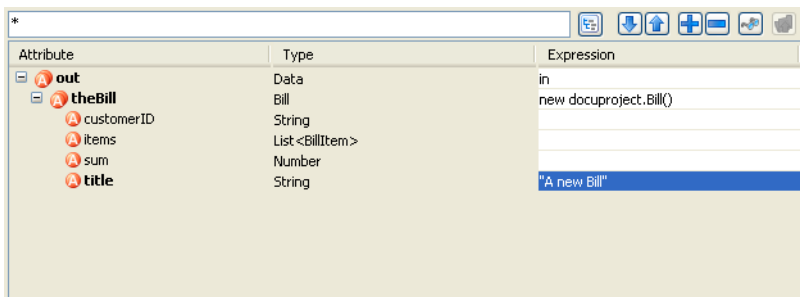 *
Attribute Type Expression
out Data in
theBill Bill new docuproject.Bill()
customerID String
items List<BillItem>
sum Number
title String "A new Bill"